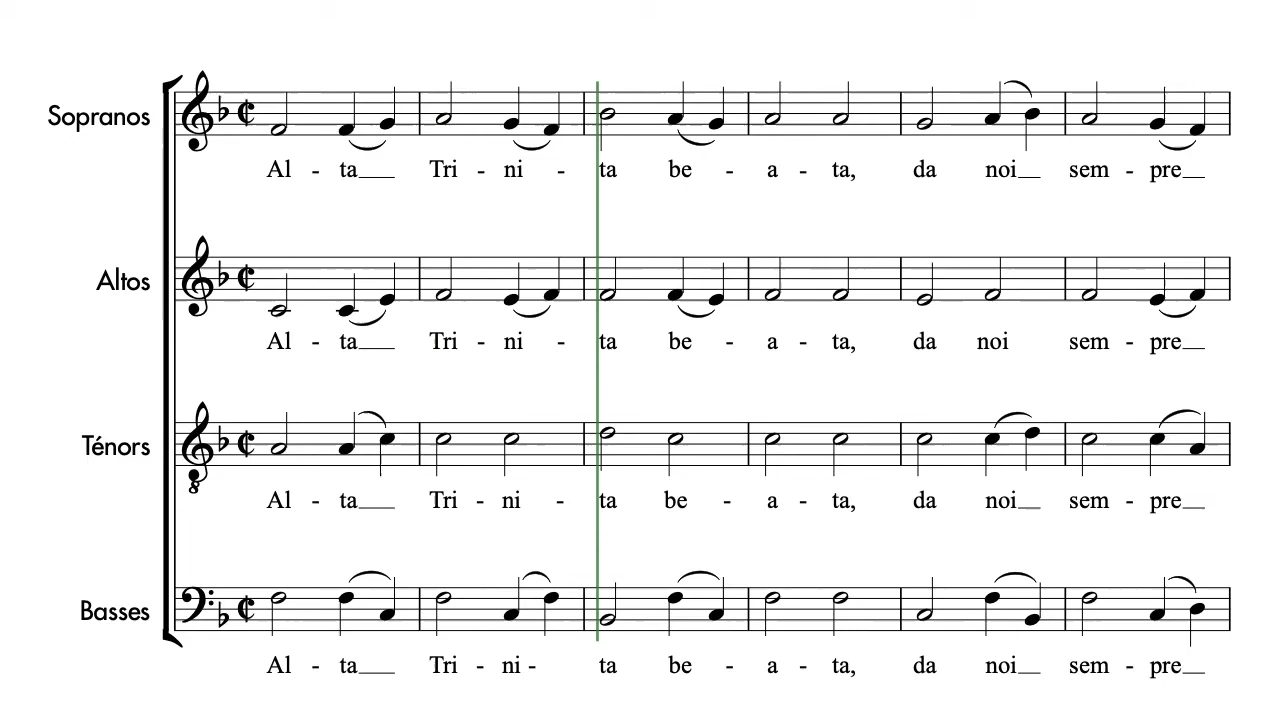 Sopranos
Al - ta__ Tri - ni - ta be - a - ta, da noi__ sem - pre__
Altos
Al - ta__ Tri - ni - ta be - a - ta, da noi sem - pre__
Ténors
8
Al - ta__ Tri - ni - ta be - a - ta, da noi__ sem - pre__
Basses
Al - ta__ Tri - ni - ta be - a - ta, da noi__ sem - pre__